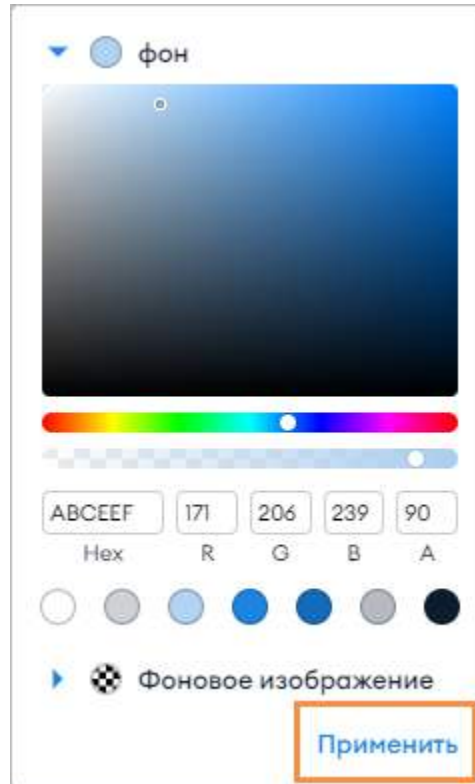 фон
ABCEEF 171 206 239 90
Hex R G B A
Фоновое изображение
Применить